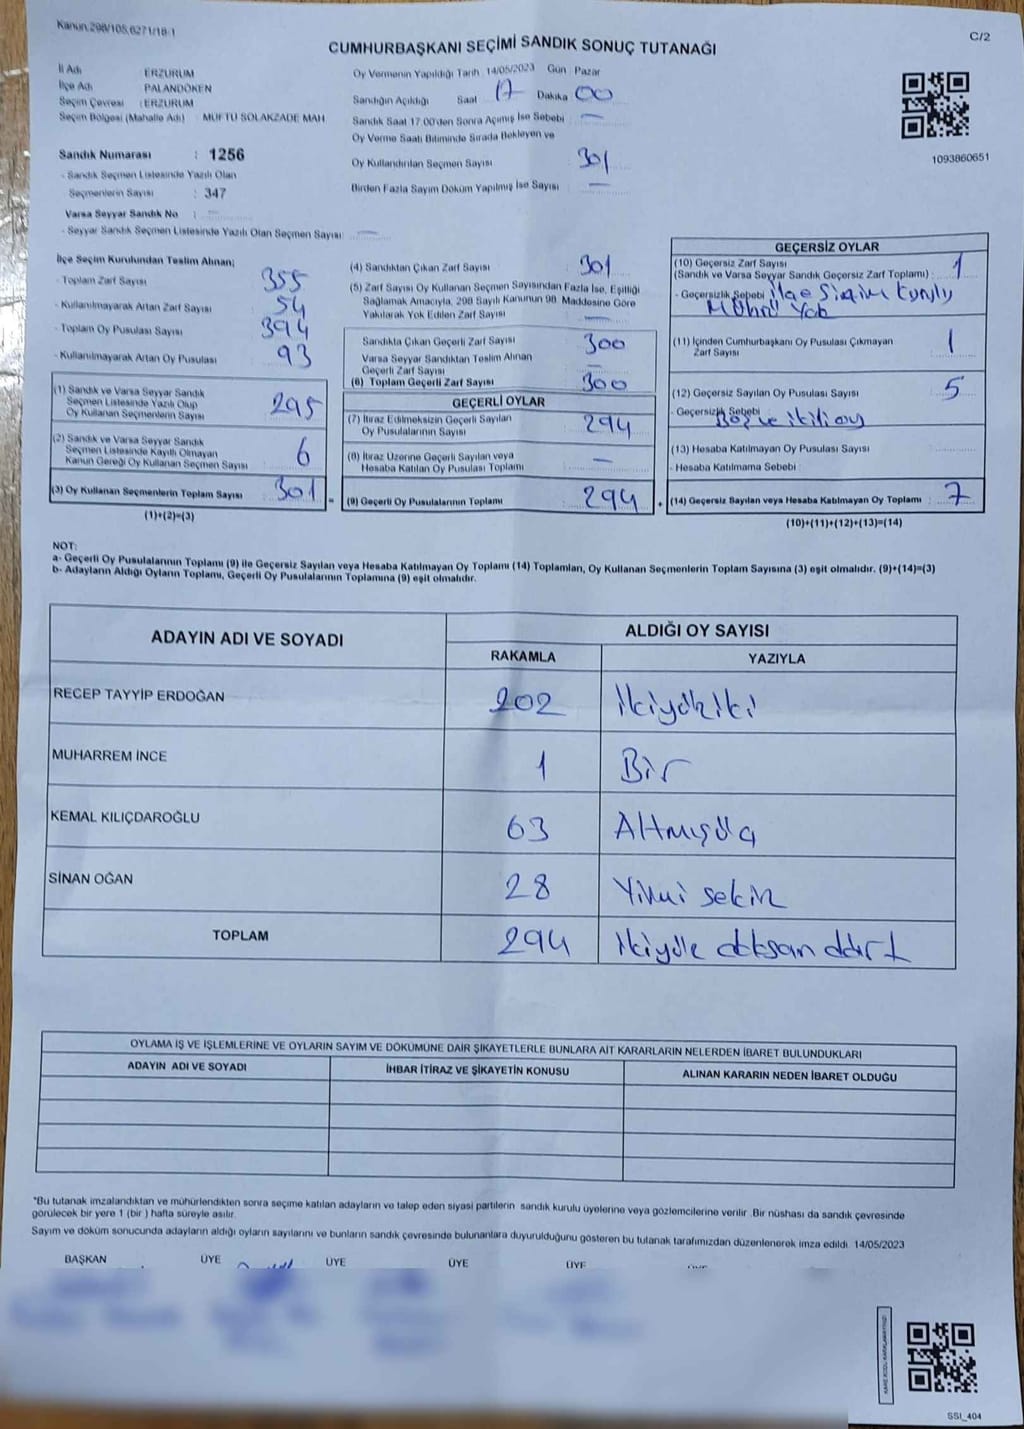 Kanun:298/105,6271/18-1
C/2
CUMHURBAŞKANI SEÇİMİ SANDIK SONUÇ TUTANAĞI
İl Adı ERZURUM
İlçe Adı PALANDÖKEN
Seçim Çevresi : ERZURUM
Seçim Bölgesi (Mahalle Adı) : MÜFTÜ SOLAKZADE MAH
Sandık Numarası : 1256
- Sandık Seçmen Listesinde Yazılı Olan
Seçmenlerin Sayısı : 347
Varsa Seyyar Sandık No :
- Seyyar Sandık Seçmen Listesinde Yazılı Olan Seçmen Sayısı: —
Oy Vermenin Yapıldığı Tarih 14/05/2023 Gün : Pazar
Sandığın Açıldığı Saat 17 Dakika 00
Sandık Saat 17.00'den Sonra Açımış İse Sebebi : —
Oy Verme Saati Bitiminde Sırada Bekleyen ve
Oy Kullandırılan Seçmen Sayısı 301
Birden Fazla Sayım Döküm Yapılmış İse Sayısı —
1093860651
İlçe Seçim Kurulundan Teslim Alınan;
- Toplam Zarf Sayısı 355
- Kullanılmayarak Artan Zarf Sayısı 54
- Toplam Oy Pusulası Sayısı 394
- Kullanılmayarak Artan Oy Pusulası 93
(1) Sandık ve Varsa Seyyar Sandık
Seçmen Listesinde Yazılı Olup
Oy Kullanan Seçmenlerin Sayısı 295
(2) Sandık ve Varsa Seyyar Sandık
Seçmen Listesinde Kayıtlı Olmayan
Kanun Gereği Oy Kullanan Seçmen Sayısı 6
(3) Oy Kullanan Seçmenlerin Toplam Sayısı 301
(1)+(2)=(3)
(4) Sandıktan Çıkan Zarf Sayısı 301
(5) Zarf Sayısı Oy Kullanan Seçmen Sayısından Fazla İse, Eşitliği
Sağlamak Amacıyla, 298 Sayılı Kanunun 98. Maddesine Göre
Yakılarak Yok Edilen Zarf Sayısı —
Sandıkta Çıkan Geçerli Zarf Sayısı 300
Varsa Seyyar Sandıktan Teslim Alınan
Geçerli Zarf Sayısı —
(6) Toplam Geçerli Zarf Sayısı 300
GEÇERLİ OYLAR
(7) İtiraz Edilmeksizin Geçerli Sayılan
Oy Pusulalarının Sayısı 294
(8) İtiraz Üzerine Geçerli Sayılan veya
Hesaba Katılan Oy Pusulası Toplamı —
= (9) Geçerli Oy Pusulalarının Toplamı 294
GEÇERSİZ OYLAR
(10) Geçersiz Zarf Sayısı
(Sandık ve Varsa Seyyar Sandık Geçersiz Zarf Toplamı) : 1
- Geçersizlik Sebebi ilçe Seçim kurulu
Mührü Yok
(11) İçinden Cumhurbaşkanı Oy Pusulası Çıkmayan
Zarf Sayısı 1
(12) Geçersiz Sayılan Oy Pusulası Sayısı 5
- Geçersizlik Sebebi Boş ve ikili oy
(13) Hesaba Katılmayan Oy Pusulası Sayısı
- Hesaba Katılmama Sebebi
+ (14) Geçersiz Sayılan veya Hesaba Katılmayan Oy Toplamı : 7
(10)+(11)+(12)+(13)=(14)
NOT:
a- Geçerli Oy Pusulalarının Toplamı (9) ile Geçersiz Sayılan veya Hesaba Katılmayan Oy Toplamı (14) Toplamları, Oy Kullanan Seçmenlerin Toplam Sayısına (3) eşit olmalıdır. (9)+(14)=(3)
b- Adayların Aldığı Oyların Toplamı, Geçerli Oy Pusulalarının Toplamına (9) eşit olmalıdır.
ADAYIN ADI VE SOYADI
ALDIĞI OY SAYISI
RAKAMLA YAZIYLA
RECEP TAYYİP ERDOĞAN 202 İkiyüziki
MUHARREM İNCE 1 Bir
KEMAL KILIÇDAROĞLU 63 Altmışüç
SİNAN OĞAN 28 Yirmi sekiz
TOPLAM 294 ikiyüz doksan dört
OYLAMA İŞ VE İŞLEMLERİNE VE OYLARIN SAYIM VE DÖKÜMÜNE DAİR ŞİKAYETLERLE BUNLARA AİT KARARLARIN NELERDEN İBARET BULUNDUKLARI
ADAYIN ADI VE SOYADI İHBAR İTİRAZ VE ŞİKAYETİN KONUSU ALINAN KARARIN NEDEN İBARET OLDUĞU
"Bu tutanak imzalandıktan ve mühürlendikten sonra seçime katılan adayların ve talep eden siyasi partilerin sandık kurulu üyelerine veya gözlemcilerine verilir .Bir nüshası da sandık çevresinde
görülecek bir yere 1 (bir ) hafta süreyle asılır.
Sayım ve döküm sonucunda adayların aldığı oyların sayılarını ve bunların sandık çevresinde bulunanlara duyurulduğunu gösteren bu tutanak tarafımızdan düzenlenerek imza edildi. 14/05/2023
BAŞKAN ÜYE ÜYE ÜYE ÜYE
SSI_404